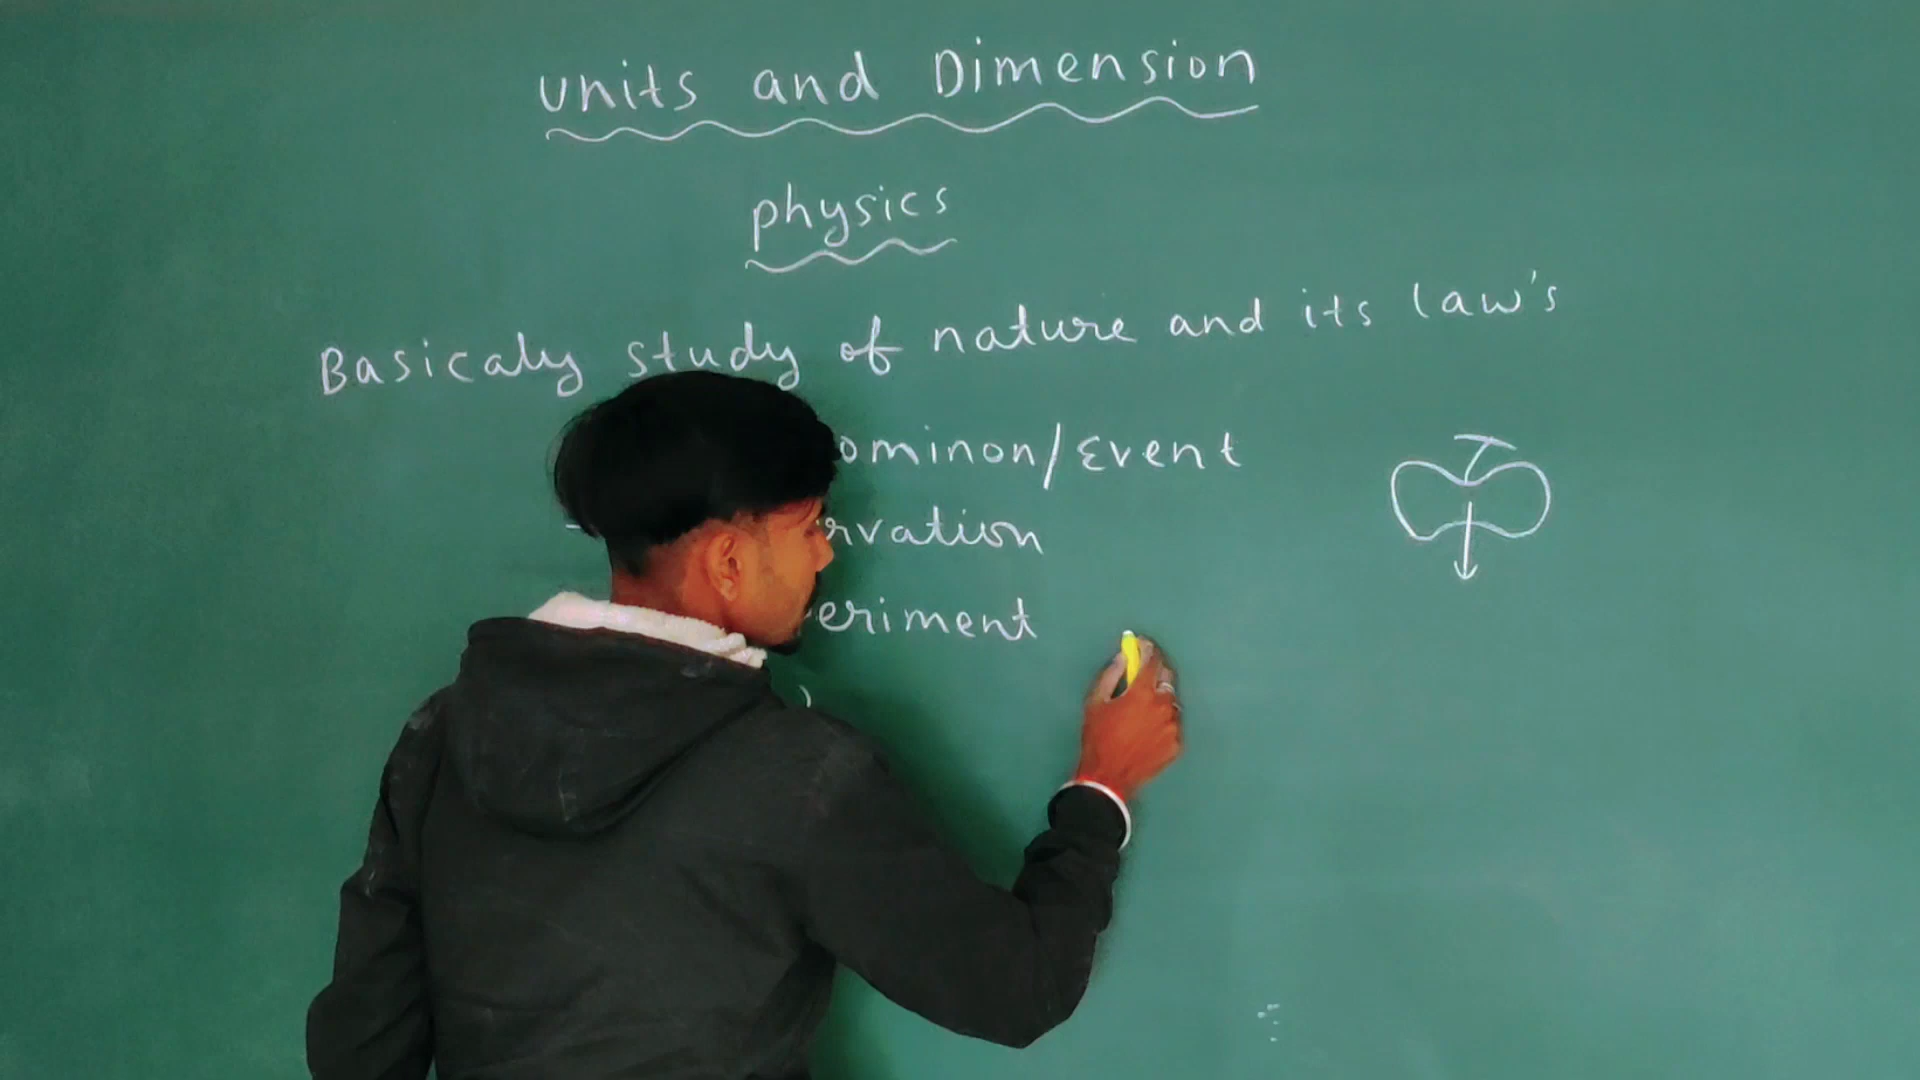 units and Dimension
physics
Basicaly study of nature and its law's
ominon/Event
rvation
eriment